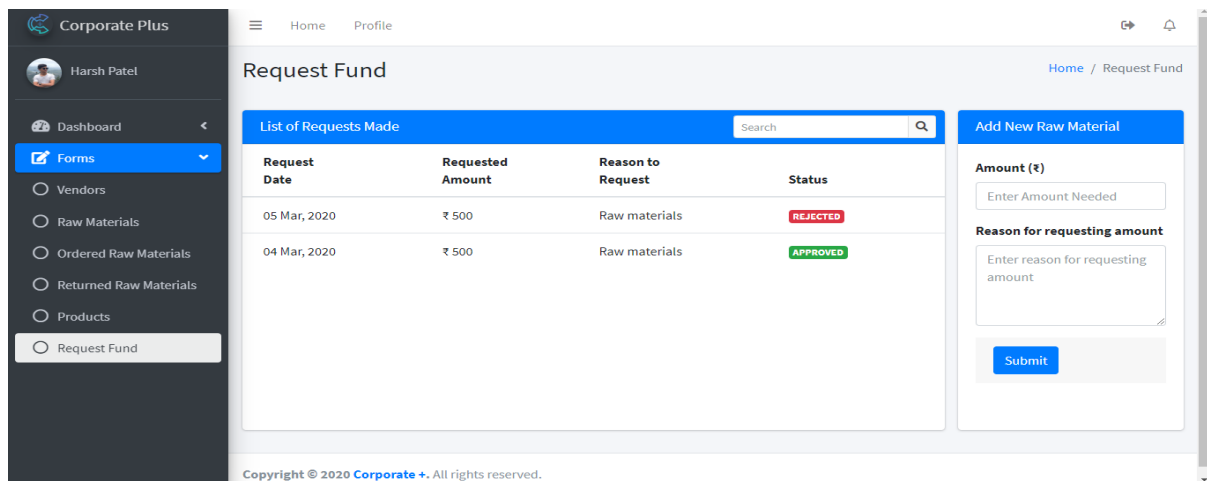 Corporate Plus
Home Profile
Harsh Patel
Request Fund
Home / Request Fund
Dashboard
Forms
Vendors
Raw Materials
Ordered Raw Materials
Returned Raw Materials
Products
Request Fund
List of Requests Made
Search
Request Date Requested Amount Reason to Request Status
05 Mar, 2020 ₹ 500 Raw materials REJECTED
04 Mar, 2020 ₹ 500 Raw materials APPROVED
Add New Raw Material
Amount (₹)
Enter Amount Needed
Reason for requesting amount
Enter reason for requesting
amount
Submit
Copyright © 2020 Corporate +. All rights reserved.